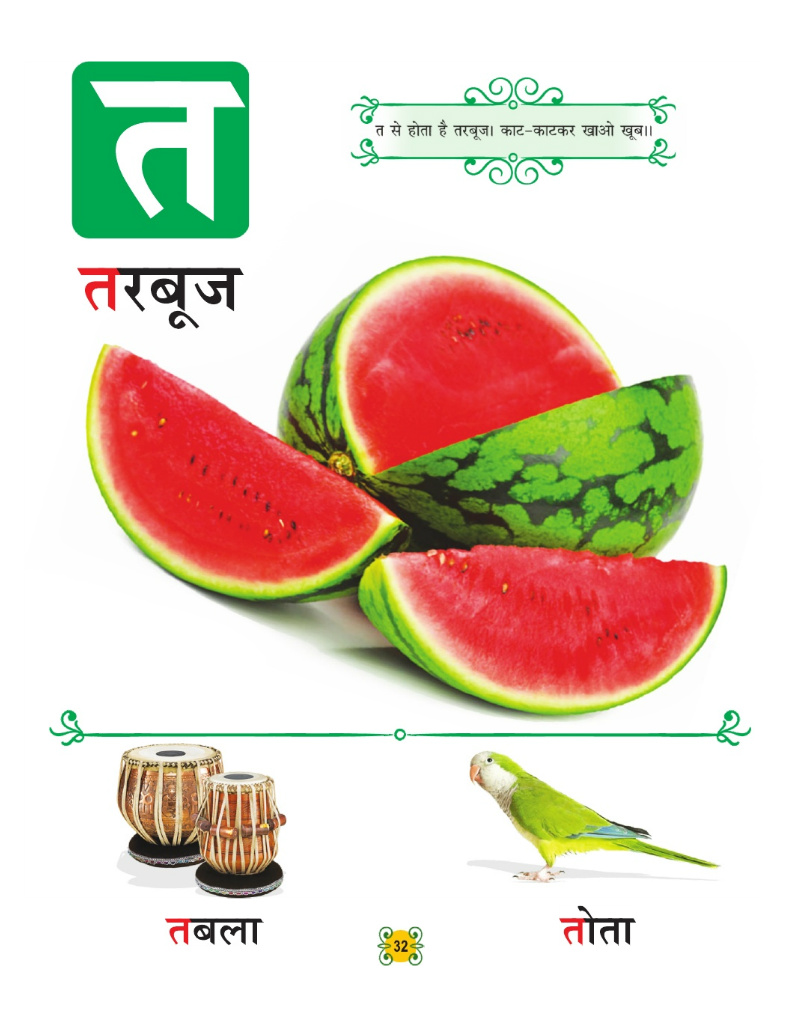 त
त से होता है तरबूज। काट-काटकर खाओ खूब।।
तरबूज
तबला
तोता
32